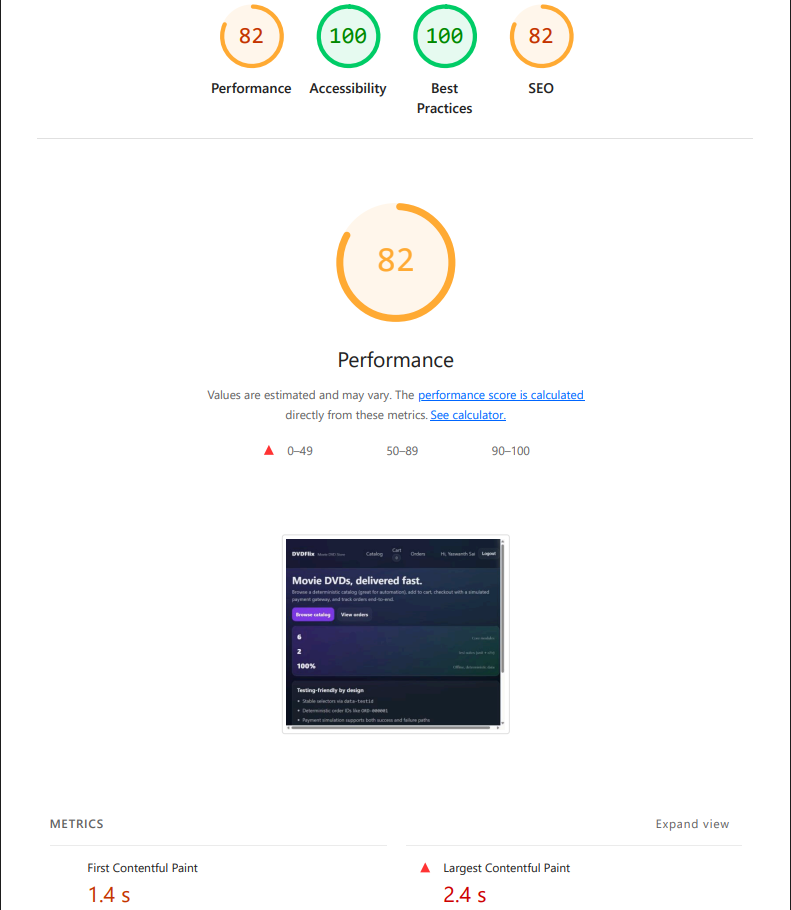 82
100
100
82
Performance
Accessibility
Best
Practices
SEO
82
Performance
Values are estimated and may vary. The performance score is calculated
directly from these metrics. See calculator.
0–49
50–89
90–100
DVDFlix Movie DVD Store
Catalog
Cart
Orders
Hi, Yaswanth Sai
Logout
Movie DVDs, delivered fast.
Browse a deterministic catalog (great for automation), add to cart, checkout with a simulated
payment gateway, and track orders end-to-end.
Browse catalog
View orders
6
2
100%
Offline, deterministic data
Testing-friendly by design
• Stable selectors via data-testid
• Deterministic order IDs like ORD-000001
• Payment simulation supports both success and failure paths
METRICS
Expand view
First Contentful Paint
1.4 s
Largest Contentful Paint
2.4 s